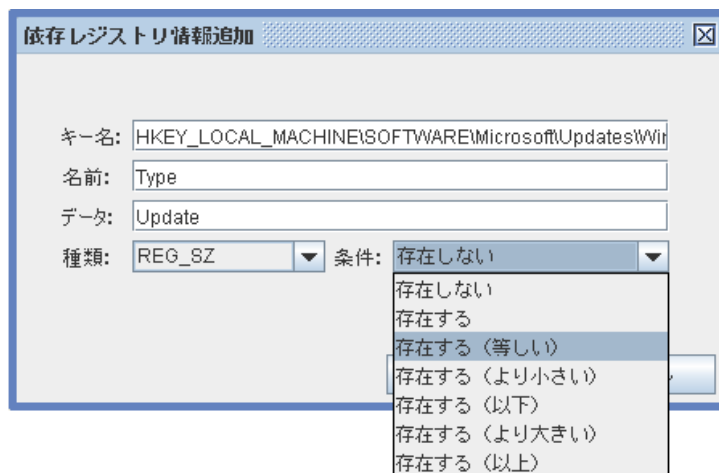 依存レジストリ情報追加
キー名: HKEY_LOCAL_MACHINE\SOFTWARE\Microsoft\Updates\Wir
名前: Type
データ: Update
種類: REG_SZ 条件: 存在しない
存在しない
存在する
存在する（等しい）
存在する（より小さい）
存在する（以下）
存在する（より大きい）
存在する（以上）